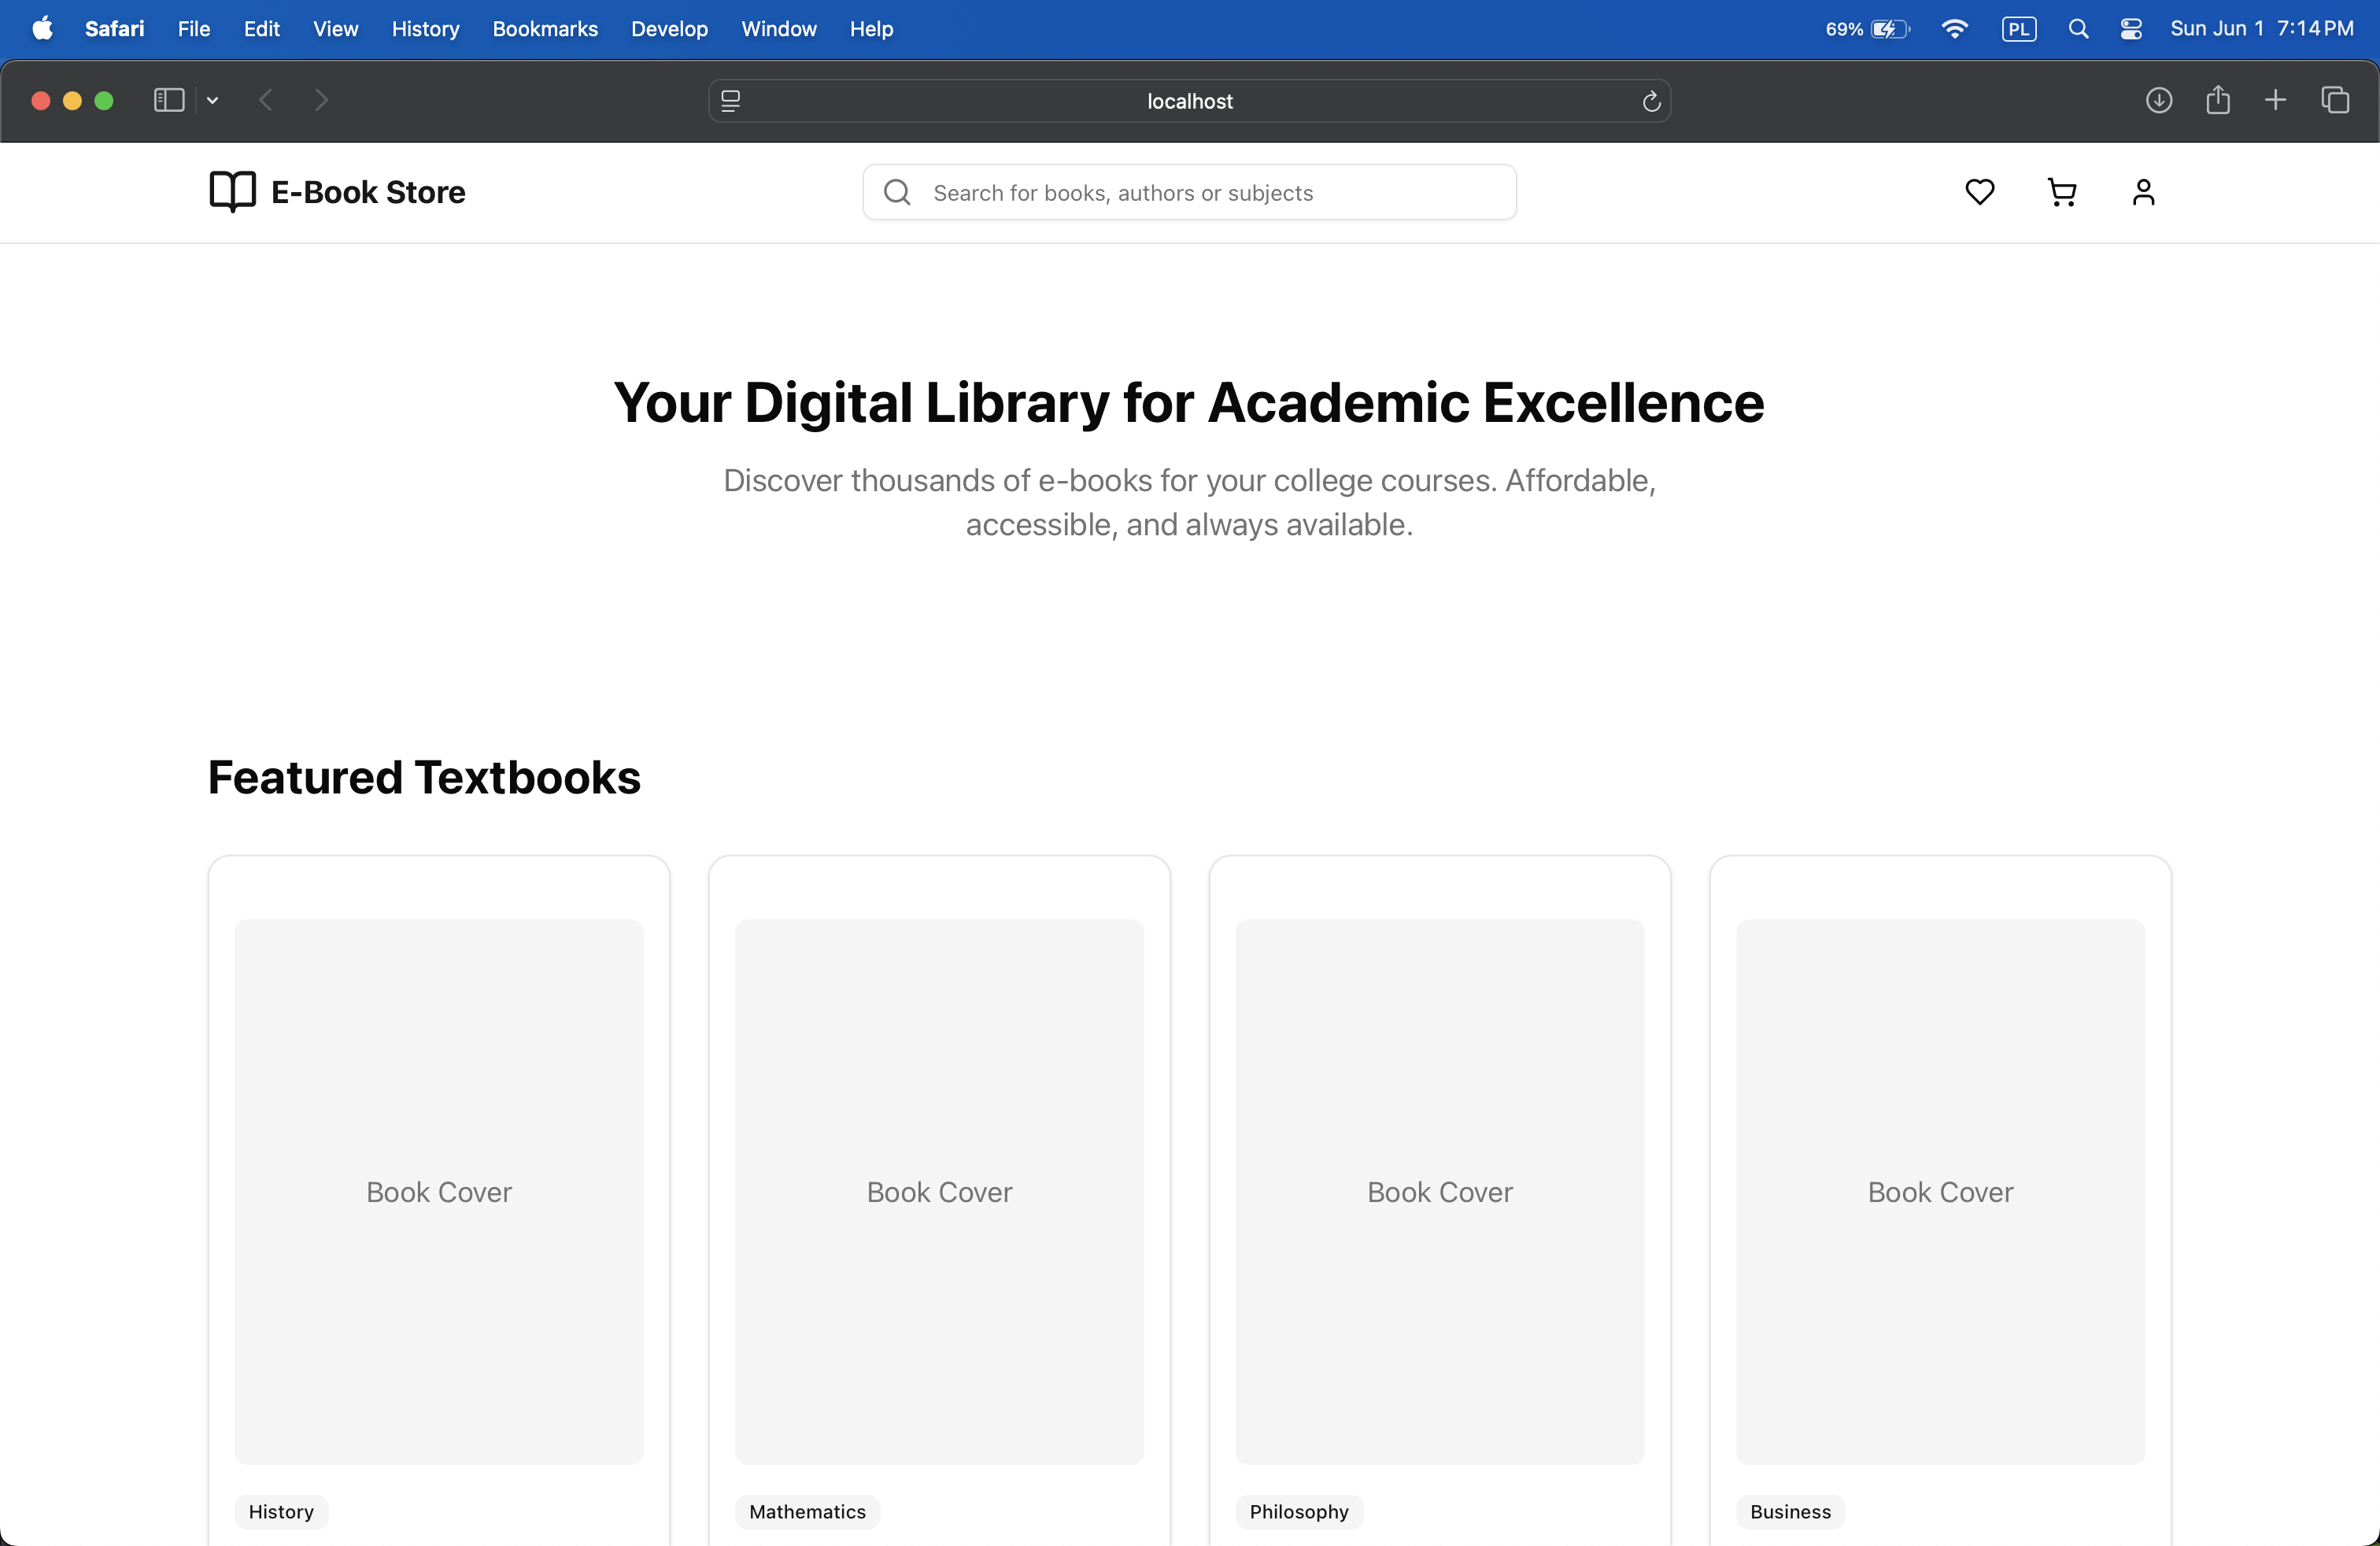 Safari File Edit View History Bookmarks Develop Window Help 69% PL Sun Jun 1 7:14 PM
localhost
E-Book Store Search for books, authors or subjects
Your Digital Library for Academic Excellence
Discover thousands of e-books for your college courses. Affordable,
accessible, and always available.
Featured Textbooks
Book Cover Book Cover Book Cover Book Cover
History Mathematics Philosophy Business